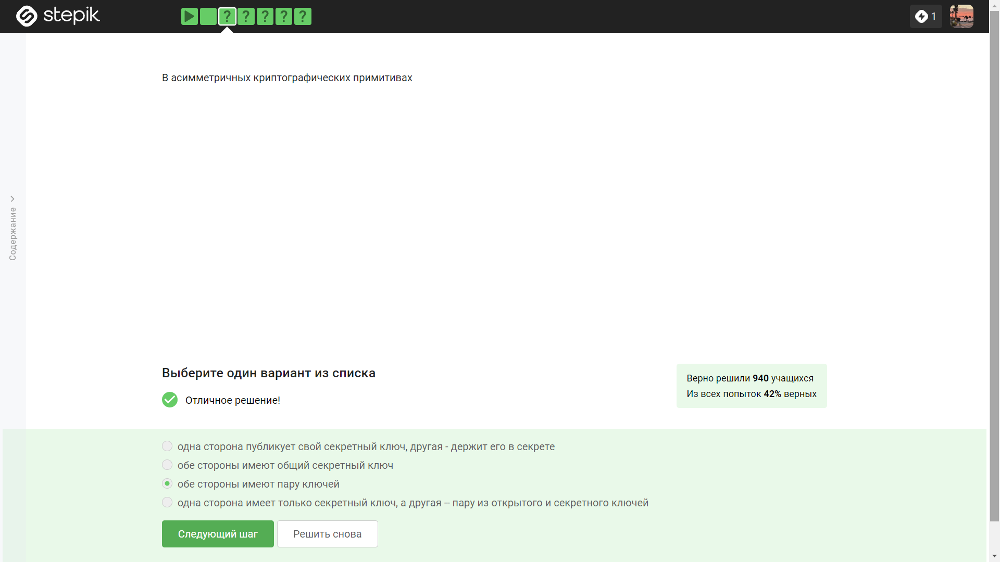 stepik
?
?
?
?
?
1
В асимметричных криптографических примитивах
Содержание
Выберите один вариант из списка
Отличное решение!
Верно решили 940 учащихся
Из всех попыток 42% верных
одна сторона публикует свой секретный ключ, другая - держит его в секрете
обе стороны имеют общий секретный ключ
обе стороны имеют пару ключей
одна сторона имеет только секретный ключ, а другая -- пару из открытого и секретного ключей
Следующий шаг
Решить снова